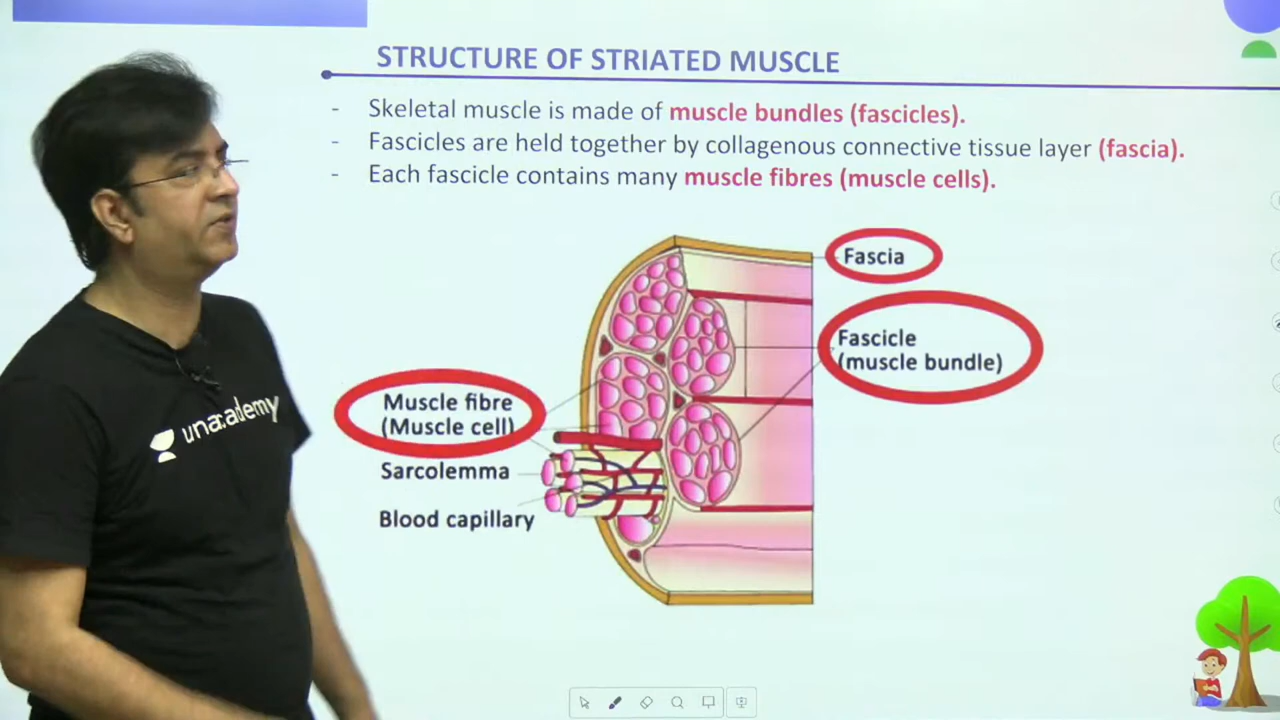 STRUCTURE OF STRIATED MUSCLE
- Skeletal muscle is made of muscle bundles (fascicles).
- Fascicles are held together by collagenous connective tissue layer (fascia).
- Each fascicle contains many muscle fibres (muscle cells).
Fascia
Fascicle
(muscle bundle)
Muscle fibre
(Muscle cell)
Sarcolemma
Blood capillary
unacademy